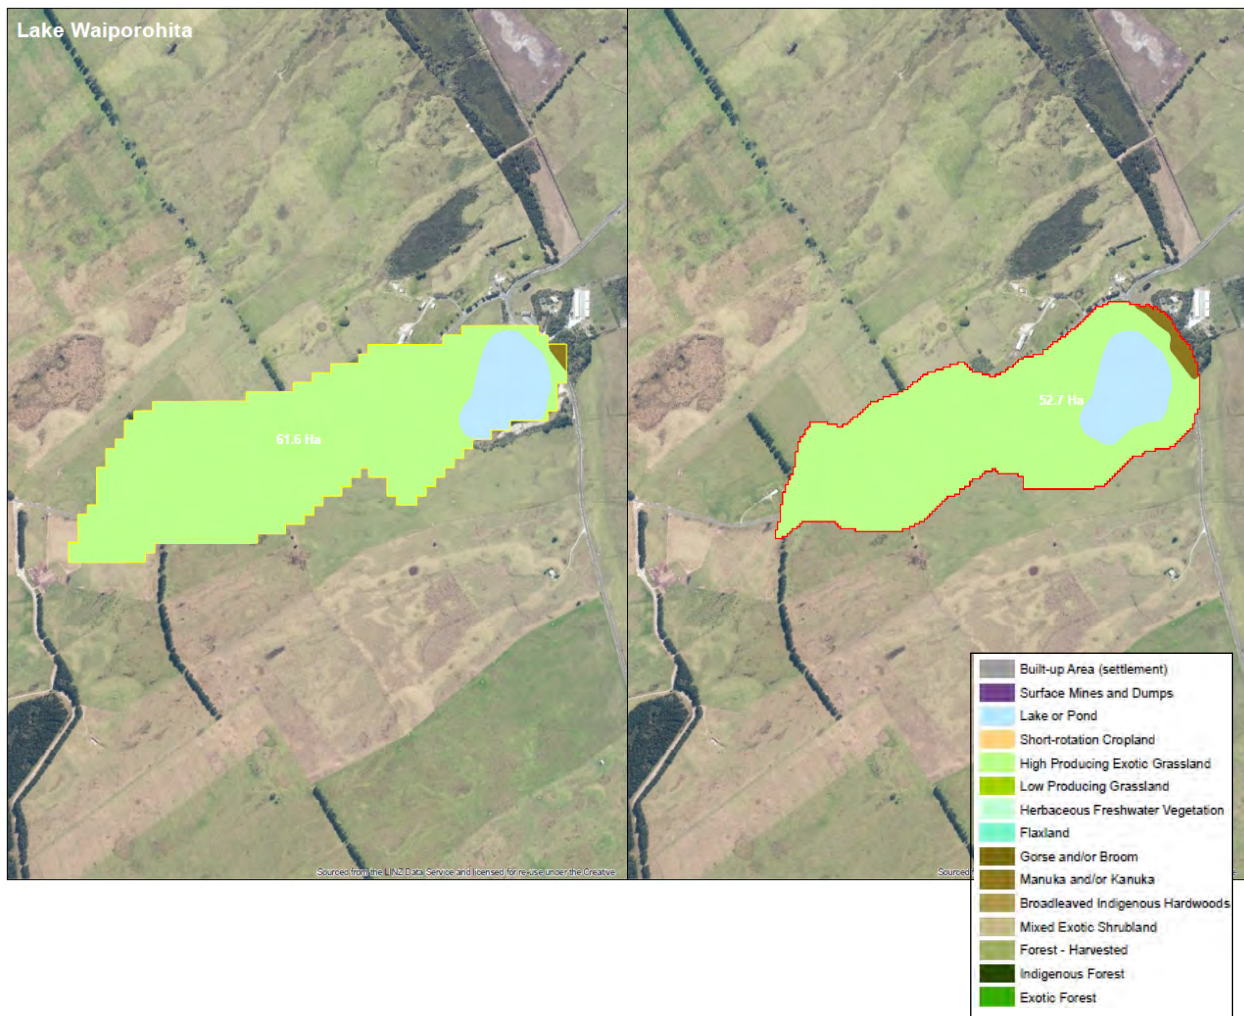 Lake Waiporohita
61.6 Ha
52.7 Ha
Sourced from the LINZ Data Service and licensed for re-use under the Creative
Sourced
Built-up Area (settlement)
Surface Mines and Dumps
Lake or Pond
Short-rotation Cropland
High Producing Exotic Grassland
Low Producing Grassland
Herbaceous Freshwater Vegetation
Flaxland
Gorse and/or Broom
Manuka and/or Kanuka
Broadleaved Indigenous Hardwoods
Mixed Exotic Shrubland
Forest - Harvested
Indigenous Forest
Exotic Forest